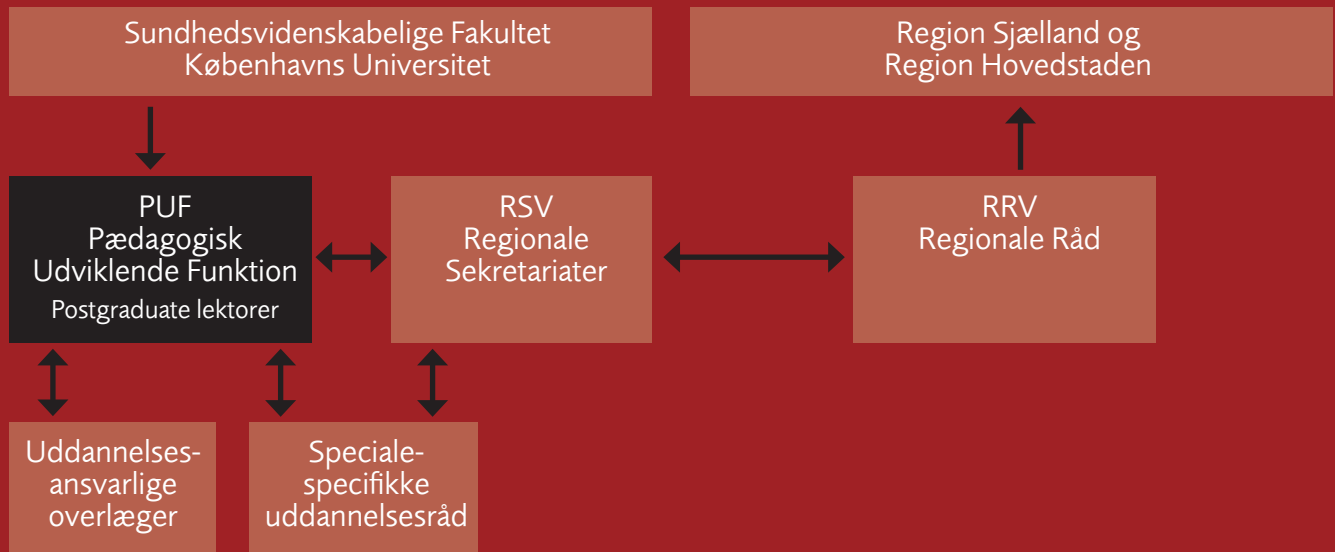 Sundhedsvidenskabelige Fakultet
Københavns Universitet
Region Sjælland og
Region Hovedstaden
PUF
Pædagogisk
Udviklende Funktion
Postgraduate lektorer
RSV
Regionale
Sekretariater
RRV
Regionale Råd
Uddannelses-
ansvarlige
overlæger
Speciale-
specifikke
uddannelsesråd